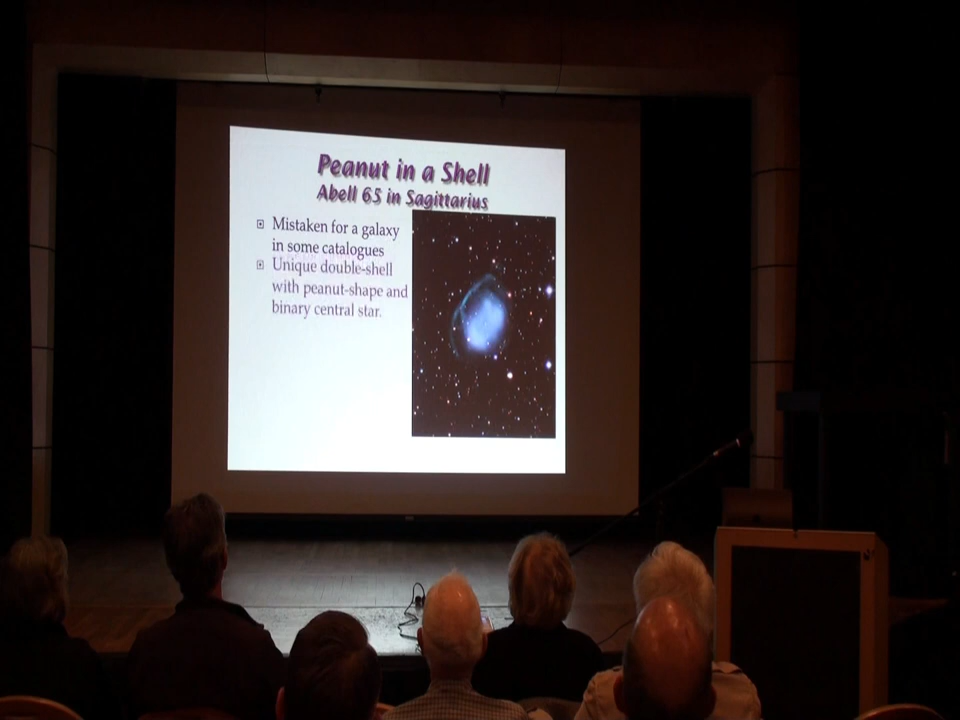 Peanut in a Shell
Abell 65 in Sagittarius
Mistaken for a galaxy
in some catalogues
Unique double-shell
with peanut-shape and
binary central star.